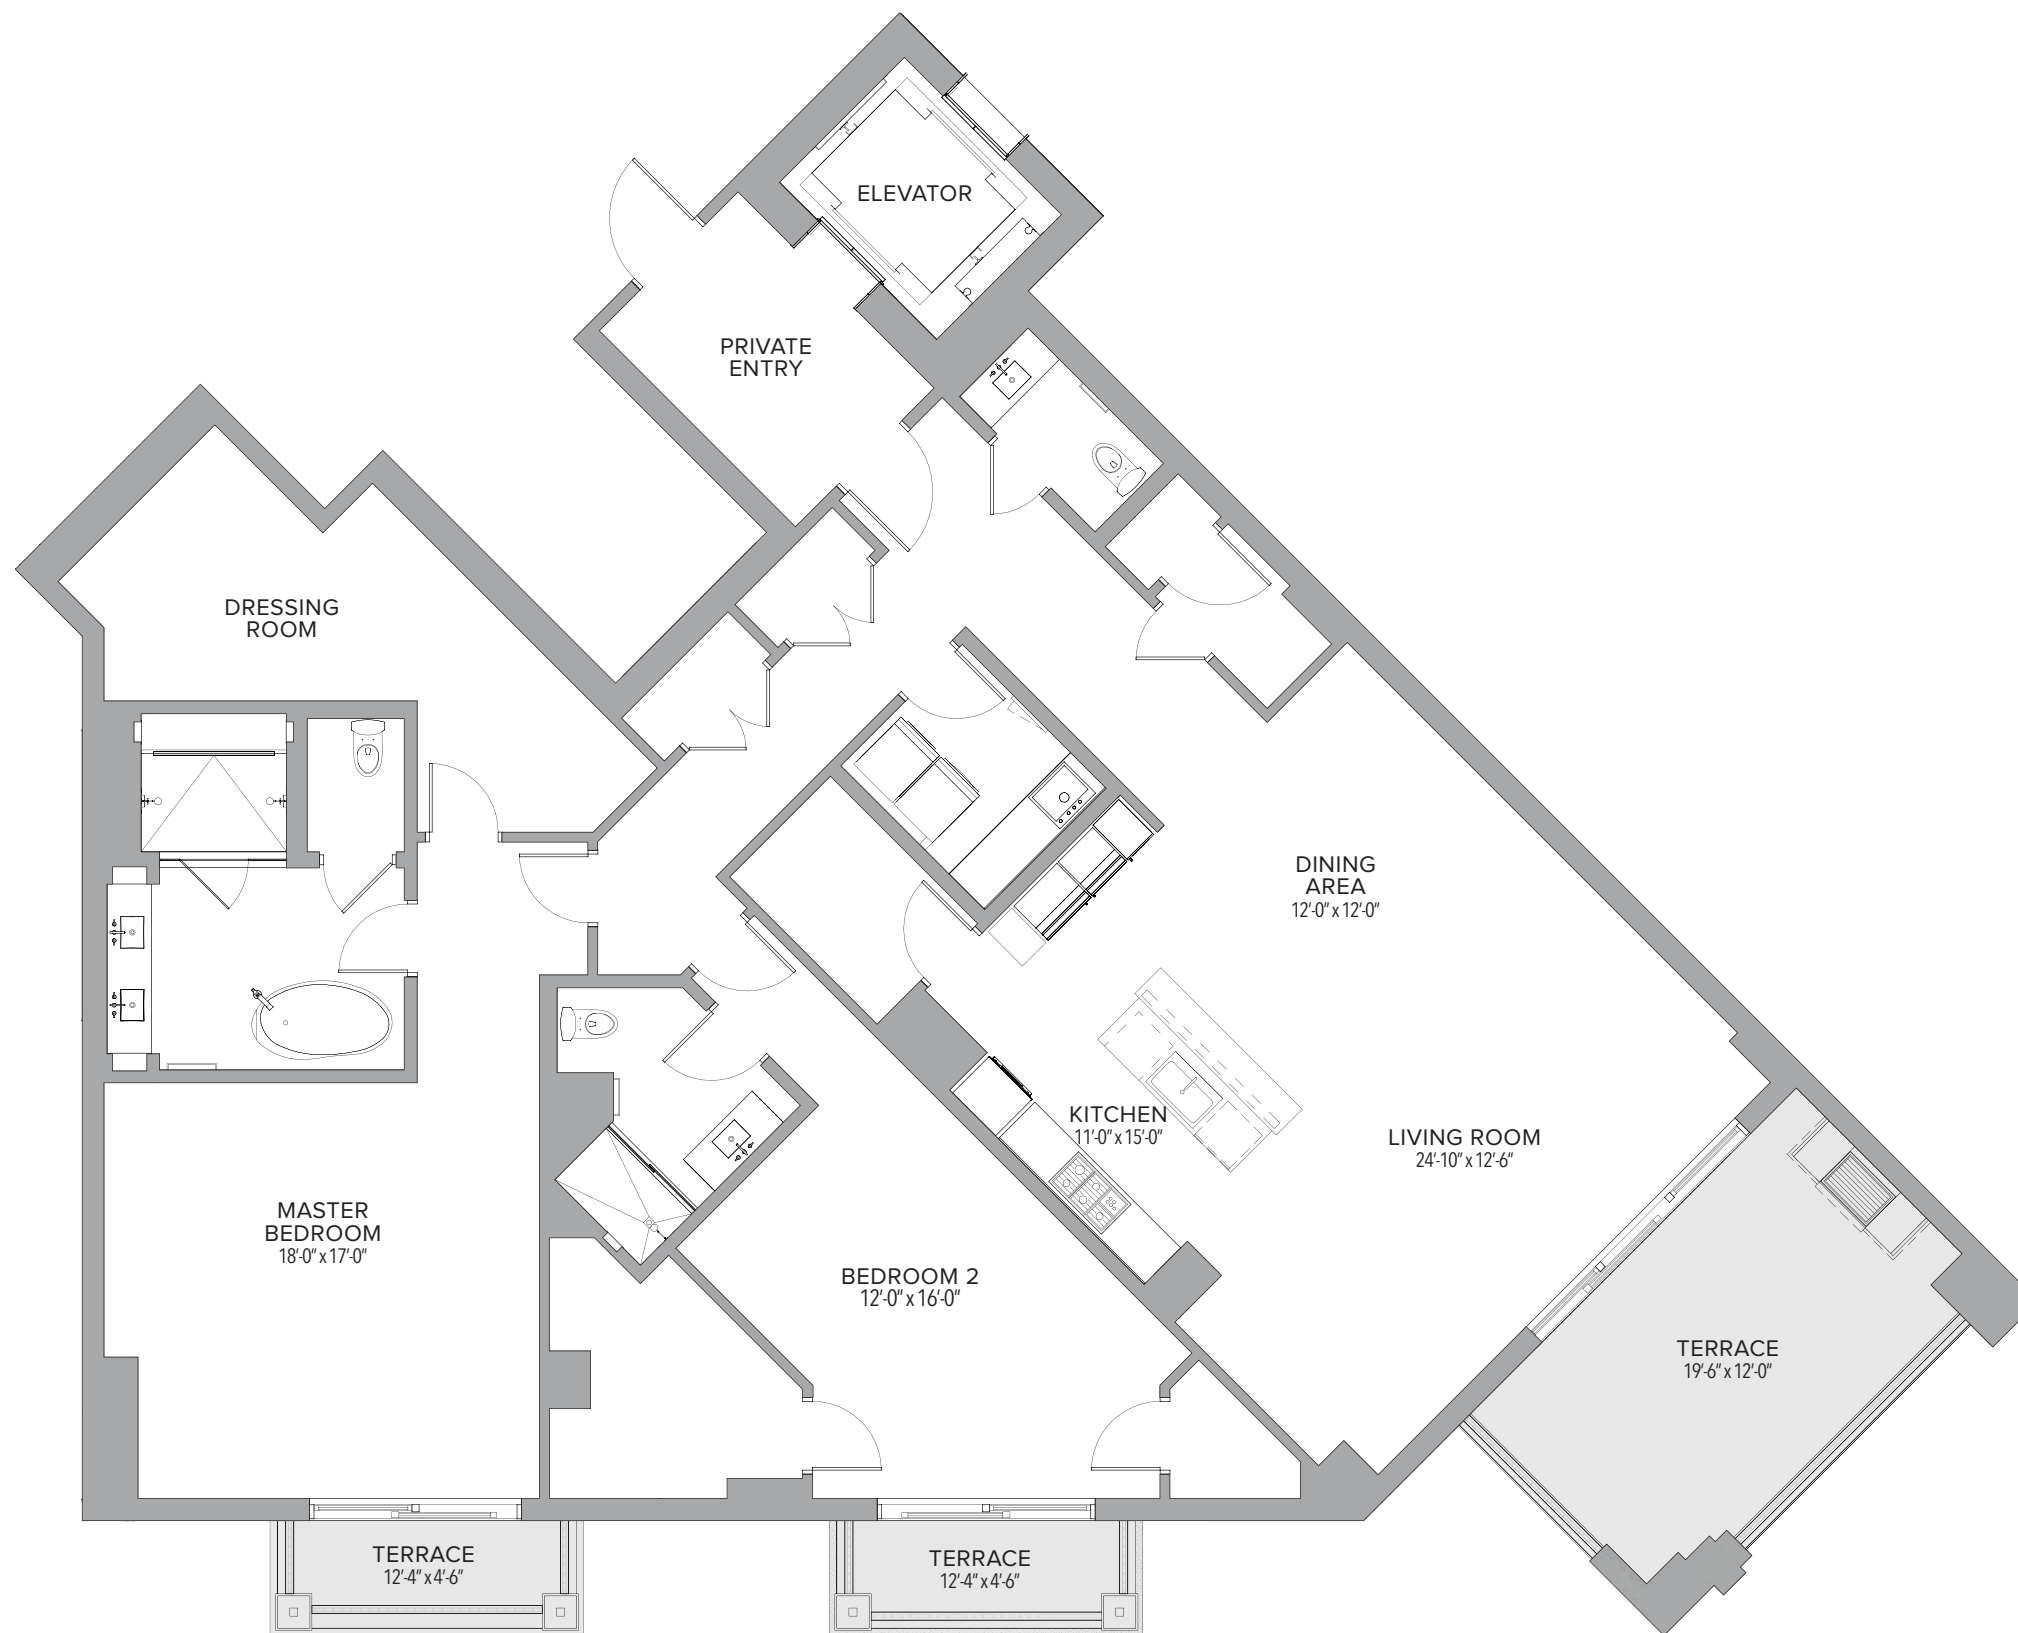 ELEVATOR
PRIVATE
ENTRY
DRESSING
ROOM
DINING
AREA
12'-0" x 12'-0"
KITCHEN
11'-0" x 15'-0"
LIVING ROOM
24'-10" x 12'-6"
MASTER
BEDROOM
18'-0" x 17'-0"
BEDROOM 2
12'-0" x 16'-0"
TERRACE
19'-6" x 12'-0"
TERRACE
12'-4" x 4'-6"
TERRACE
12'-4" x 4'-6"